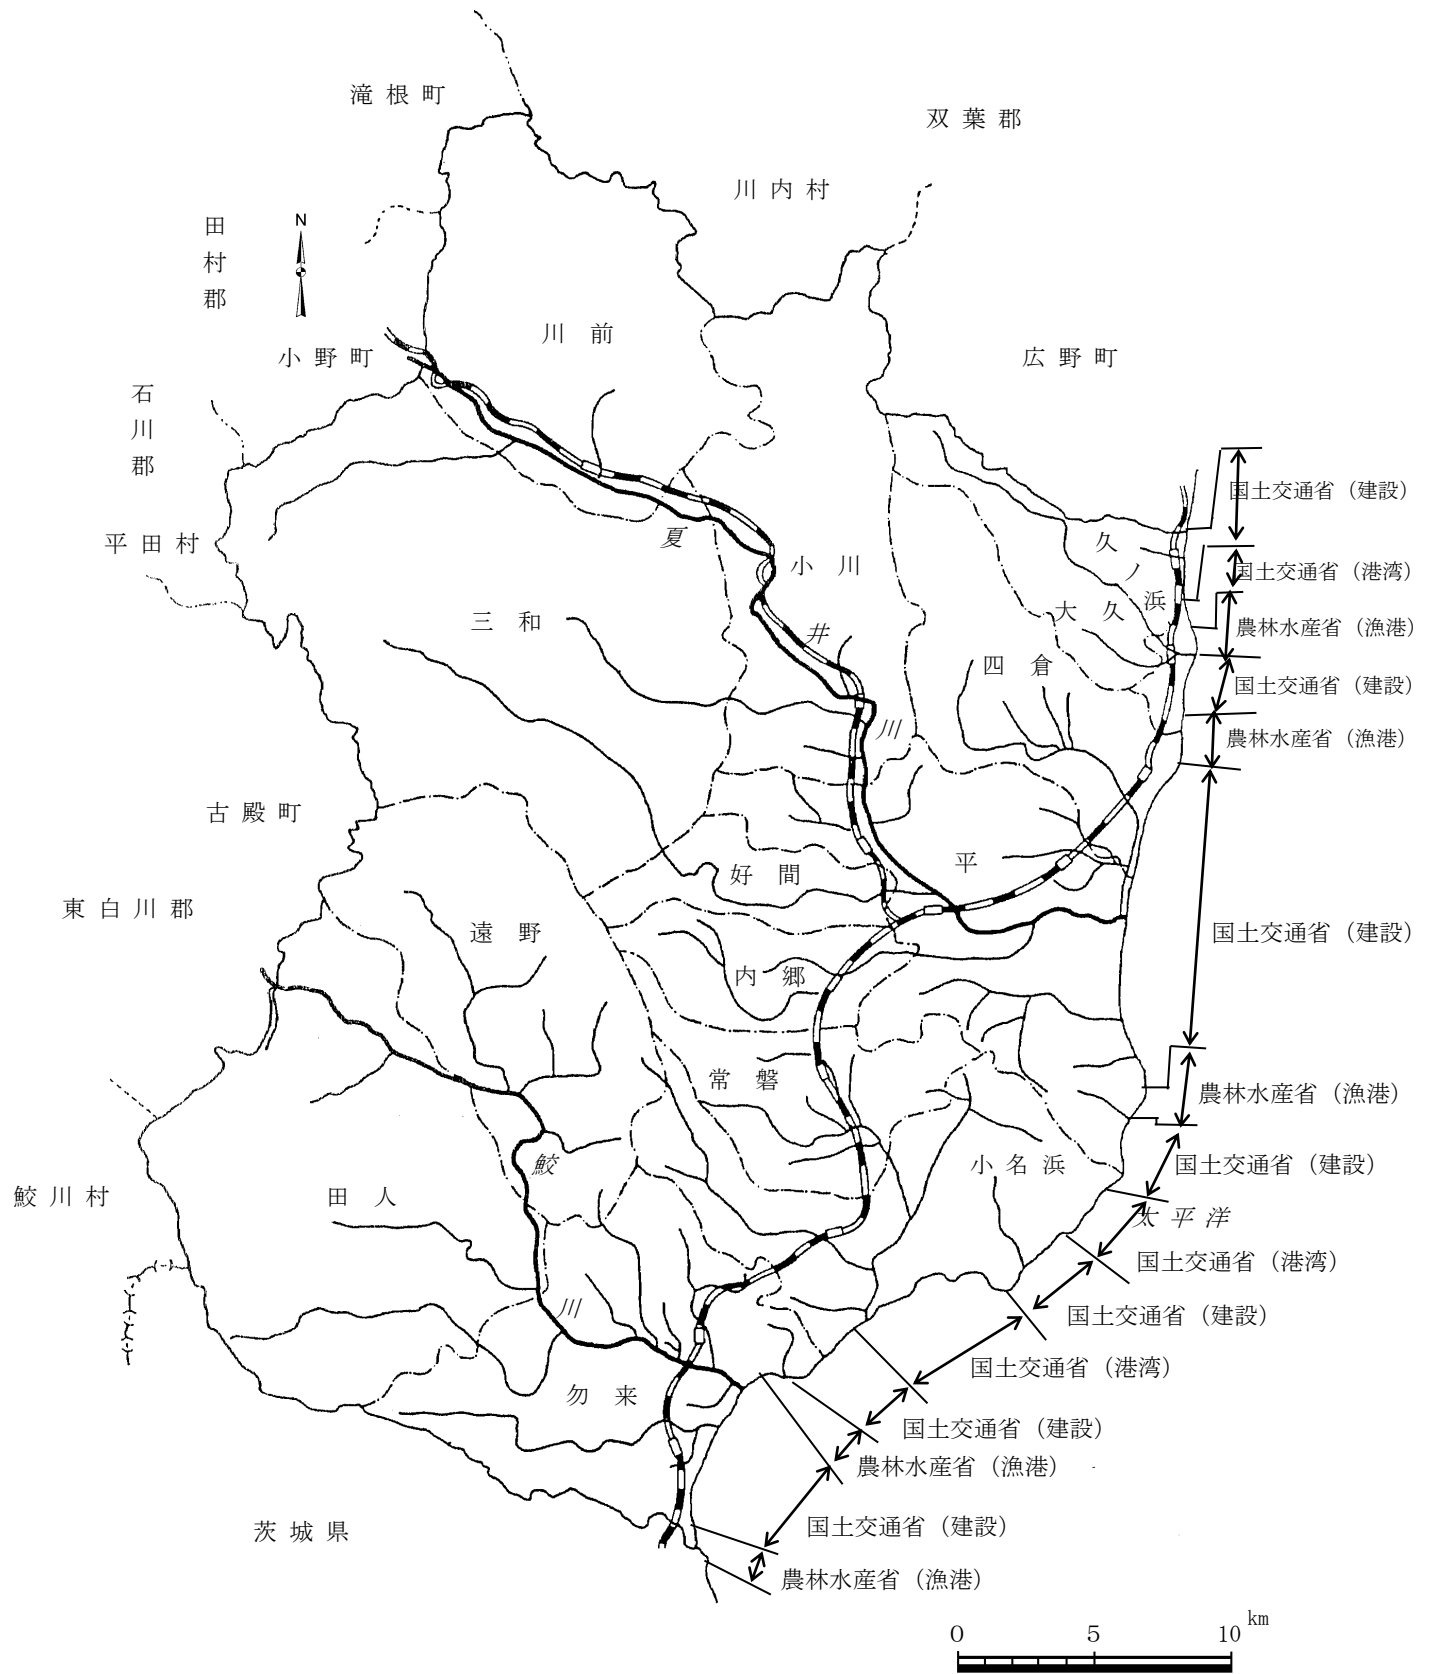 滝根町
双葉郡
川内村
田村郡
N
川前
小野町
広野町
石川郡
国土交通省（建設）
夏
久ノ浜
平田村
小川
国土交通省（港湾）
三和
大久
井
農林水産省（漁港）
四倉
国土交通省（建設）
川
農林水産省（漁港）
古殿町
平
好間
東白川郡
遠野
国土交通省（建設）
内郷
常磐
農林水産省（漁港）
鮫
小名浜
国土交通省（建設）
鮫川村
田人
太平洋
国土交通省（港湾）
川
国土交通省（建設）
国土交通省（港湾）
勿来
国土交通省（建設）
農林水産省（漁港）
茨城県
国土交通省（建設）
農林水産省（漁港）
0 5 10 km